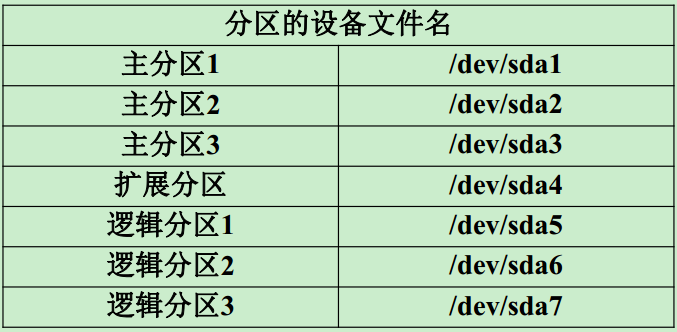 分区的设备文件名
主分区1 /dev/sda1
主分区2 /dev/sda2
主分区3 /dev/sda3
扩展分区 /dev/sda4
逻辑分区1 /dev/sda5
逻辑分区2 /dev/sda6
逻辑分区3 /dev/sda7